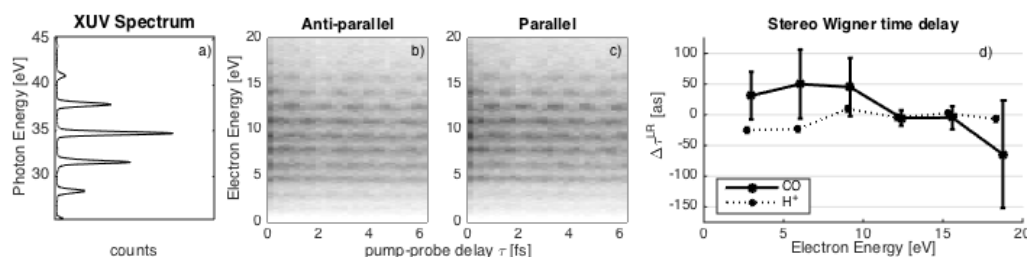 XUV Spectrum
a)
Photon Energy [eV]
45
40
35
30
counts
Anti-parallel
b)
Electron Energy [eV]
20
15
10
5
0
0 2 4 6
Parallel
c)
20
15
10
5
0
0 2 4 6
pump-probe delay τ [fs]
Stereo Wigner time delay
d)
Δτ^LR [as]
100
50
0
-50
-100
-150
CO
H⁺
0 5 10 15 20
Electron Energy [eV]